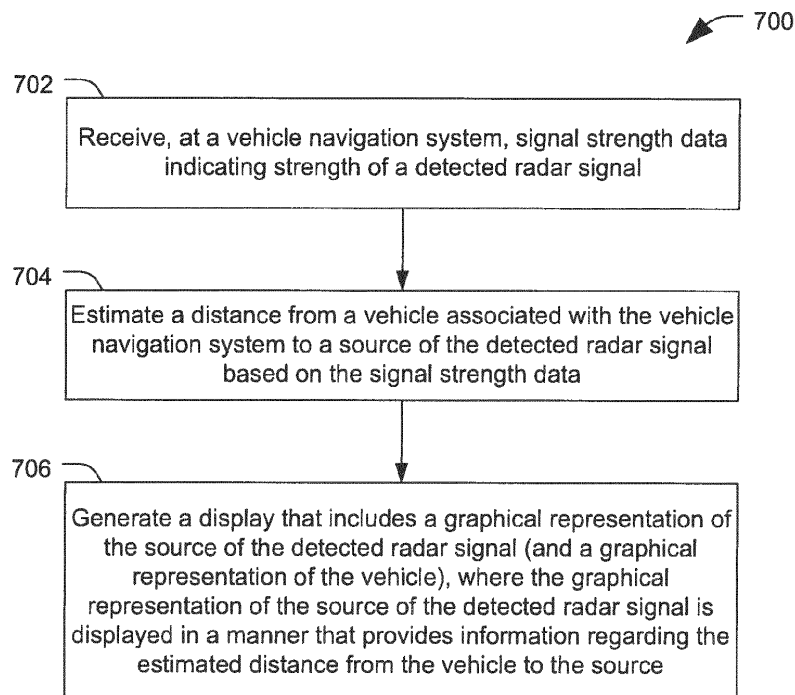 700
702
Receive, at a vehicle navigation system, signal strength data
indicating strength of a detected radar signal
704
Estimate a distance from a vehicle associated with the vehicle
navigation system to a source of the detected radar signal
based on the signal strength data
706
Generate a display that includes a graphical representation of
the source of the detected radar signal (and a graphical
representation of the vehicle), where the graphical
representation of the source of the detected radar signal is
displayed in a manner that provides information regarding the
estimated distance from the vehicle to the source